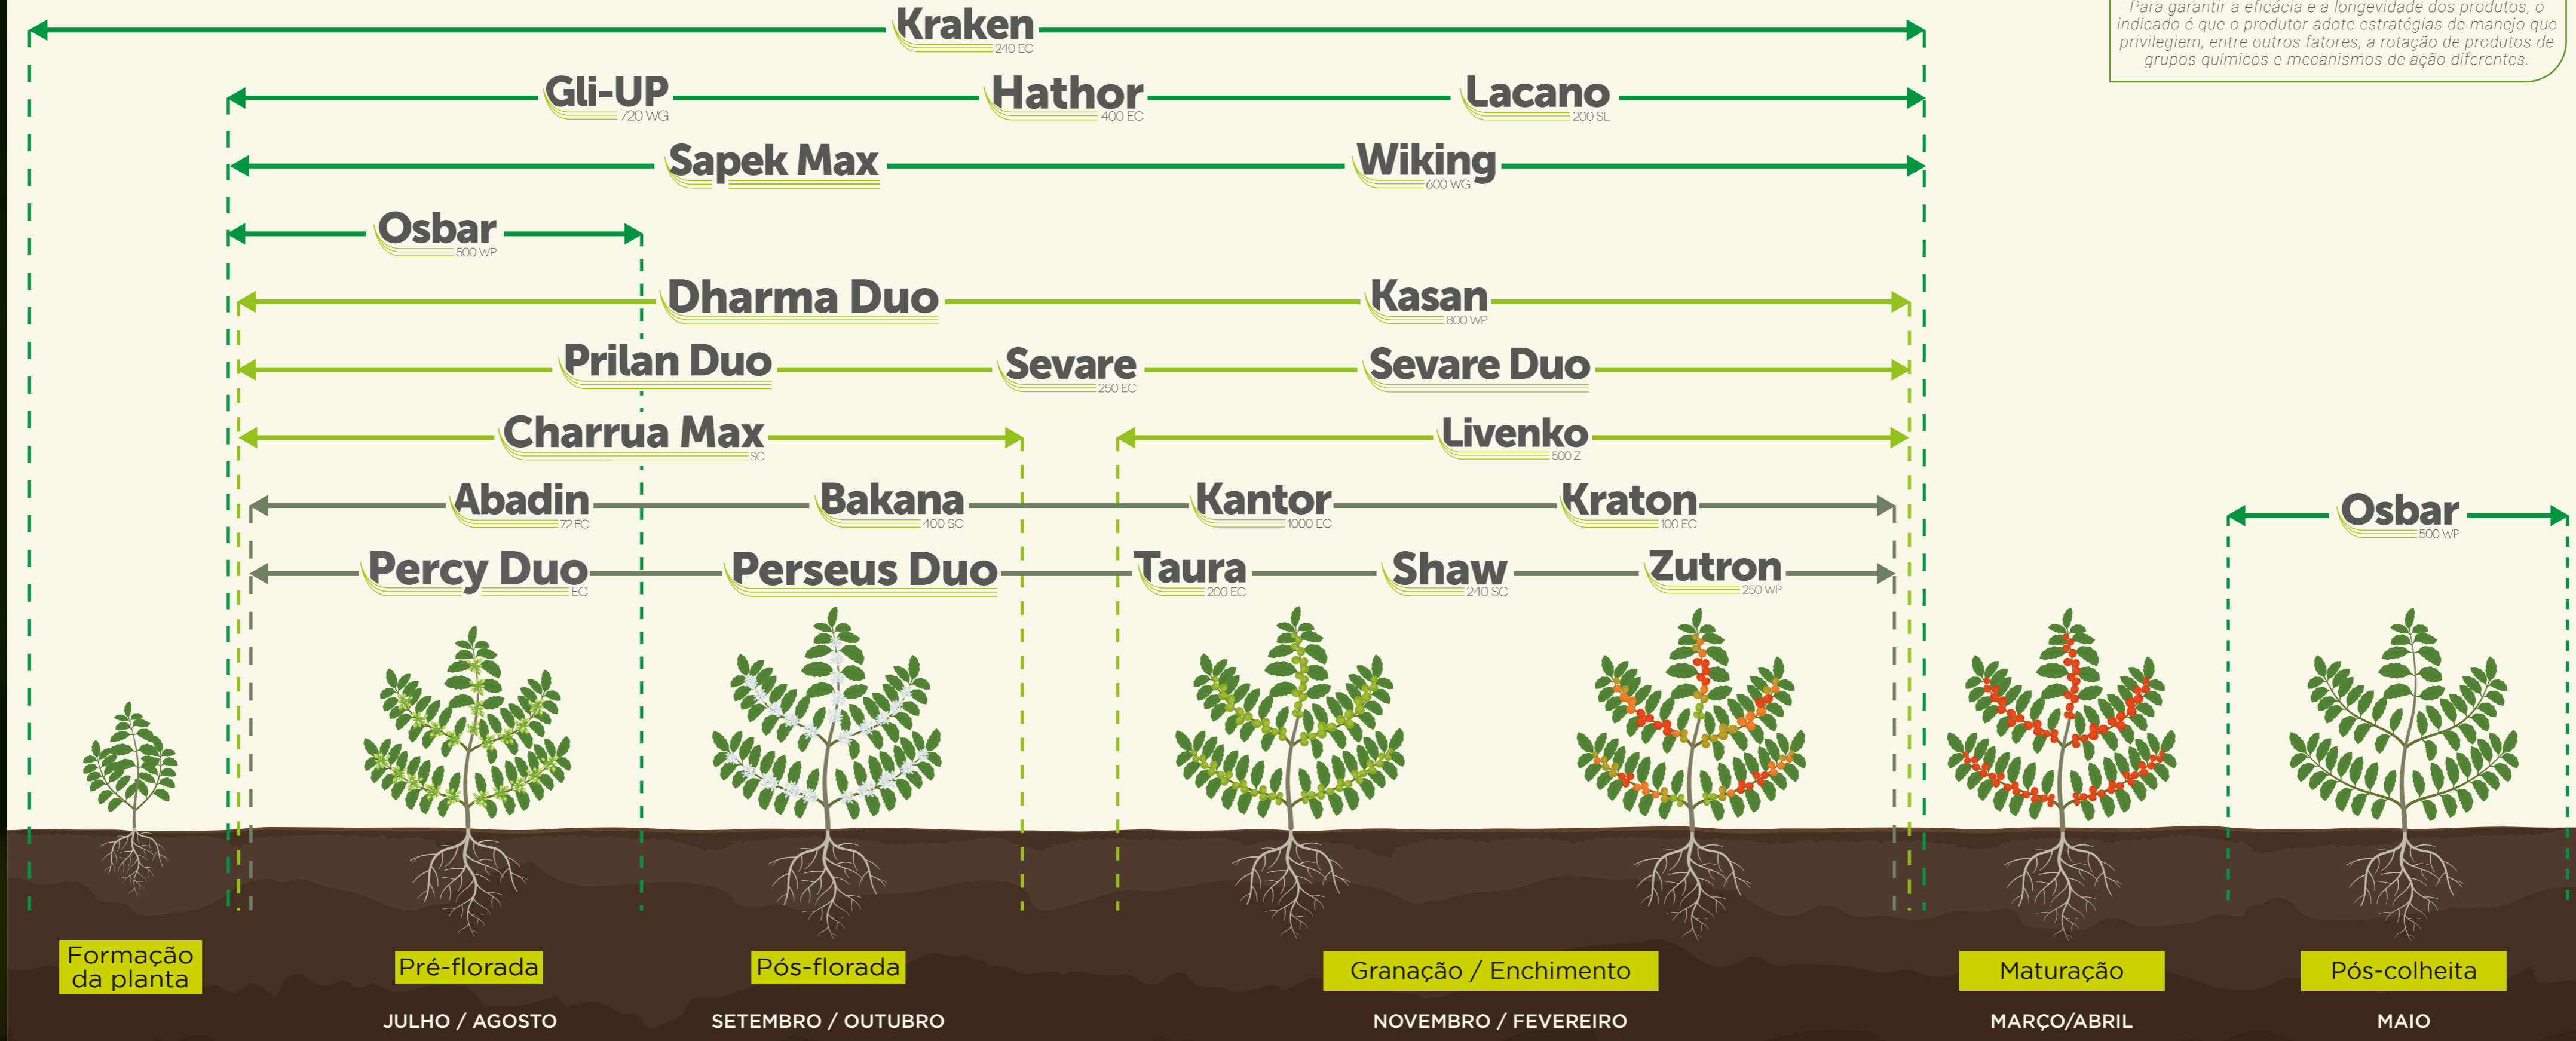 Para garantir a eficácia e a longevidade dos produtos, o
indicado é que o produtor adote estratégias de manejo que
privilegiem, entre outros fatores, a rotação de produtos de
grupos químicos e mecanismos de ação diferentes.
Kraken
240 EC
Gli-UP
720 WG
Hathor
400 EC
Lacano
200 SL
Sapek Max
Wiking
600 WG
Osbar
500 WP
Dharma Duo
Kasan
800 WP
Prilan Duo
Sevare
250 EC
Sevare Duo
Charrua Max
SC
Livenko
500 Z
Abadin
72 EC
Bakana
400 SC
Kantor
1000 EC
Kraton
100 EC
Osbar
500 WP
Percy Duo
EC
Perseus Duo
Taura
200 EC
Shaw
240 SC
Zutron
250 WP
Formação
da planta
Pré-florada
Pós-florada
Granação / Enchimento
Maturação
Pós-colheita
JULHO / AGOSTO
SETEMBRO / OUTUBRO
NOVEMBRO / FEVEREIRO
MARÇO/ABRIL
MAIO